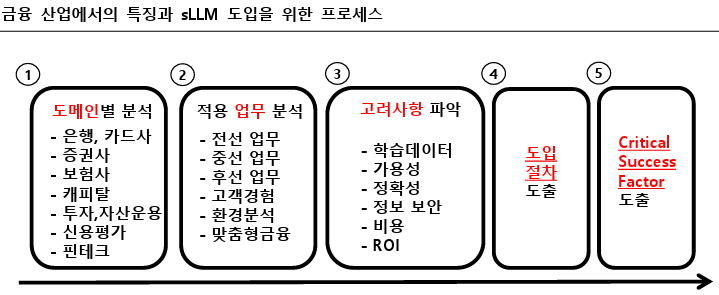 금융 산업에서의 특징과 sLLM 도입을 위한 프로세스
1
도메인별 분석
- 은행, 카드사
- 증권사
- 보험사
- 캐피탈
- 투자,자산운용
- 신용평가
- 핀테크
2
적용 업무 분석
- 전선 업무
- 중선 업무
- 후선 업무
- 고객경험
- 환경분석
- 맞춤형금융
3
고려사항 파악
- 학습데이터
- 가용성
- 정확성
- 정보 보안
- 비용
- ROI
4
도입
절차
도출
5
Critical
Success
Factor
도출